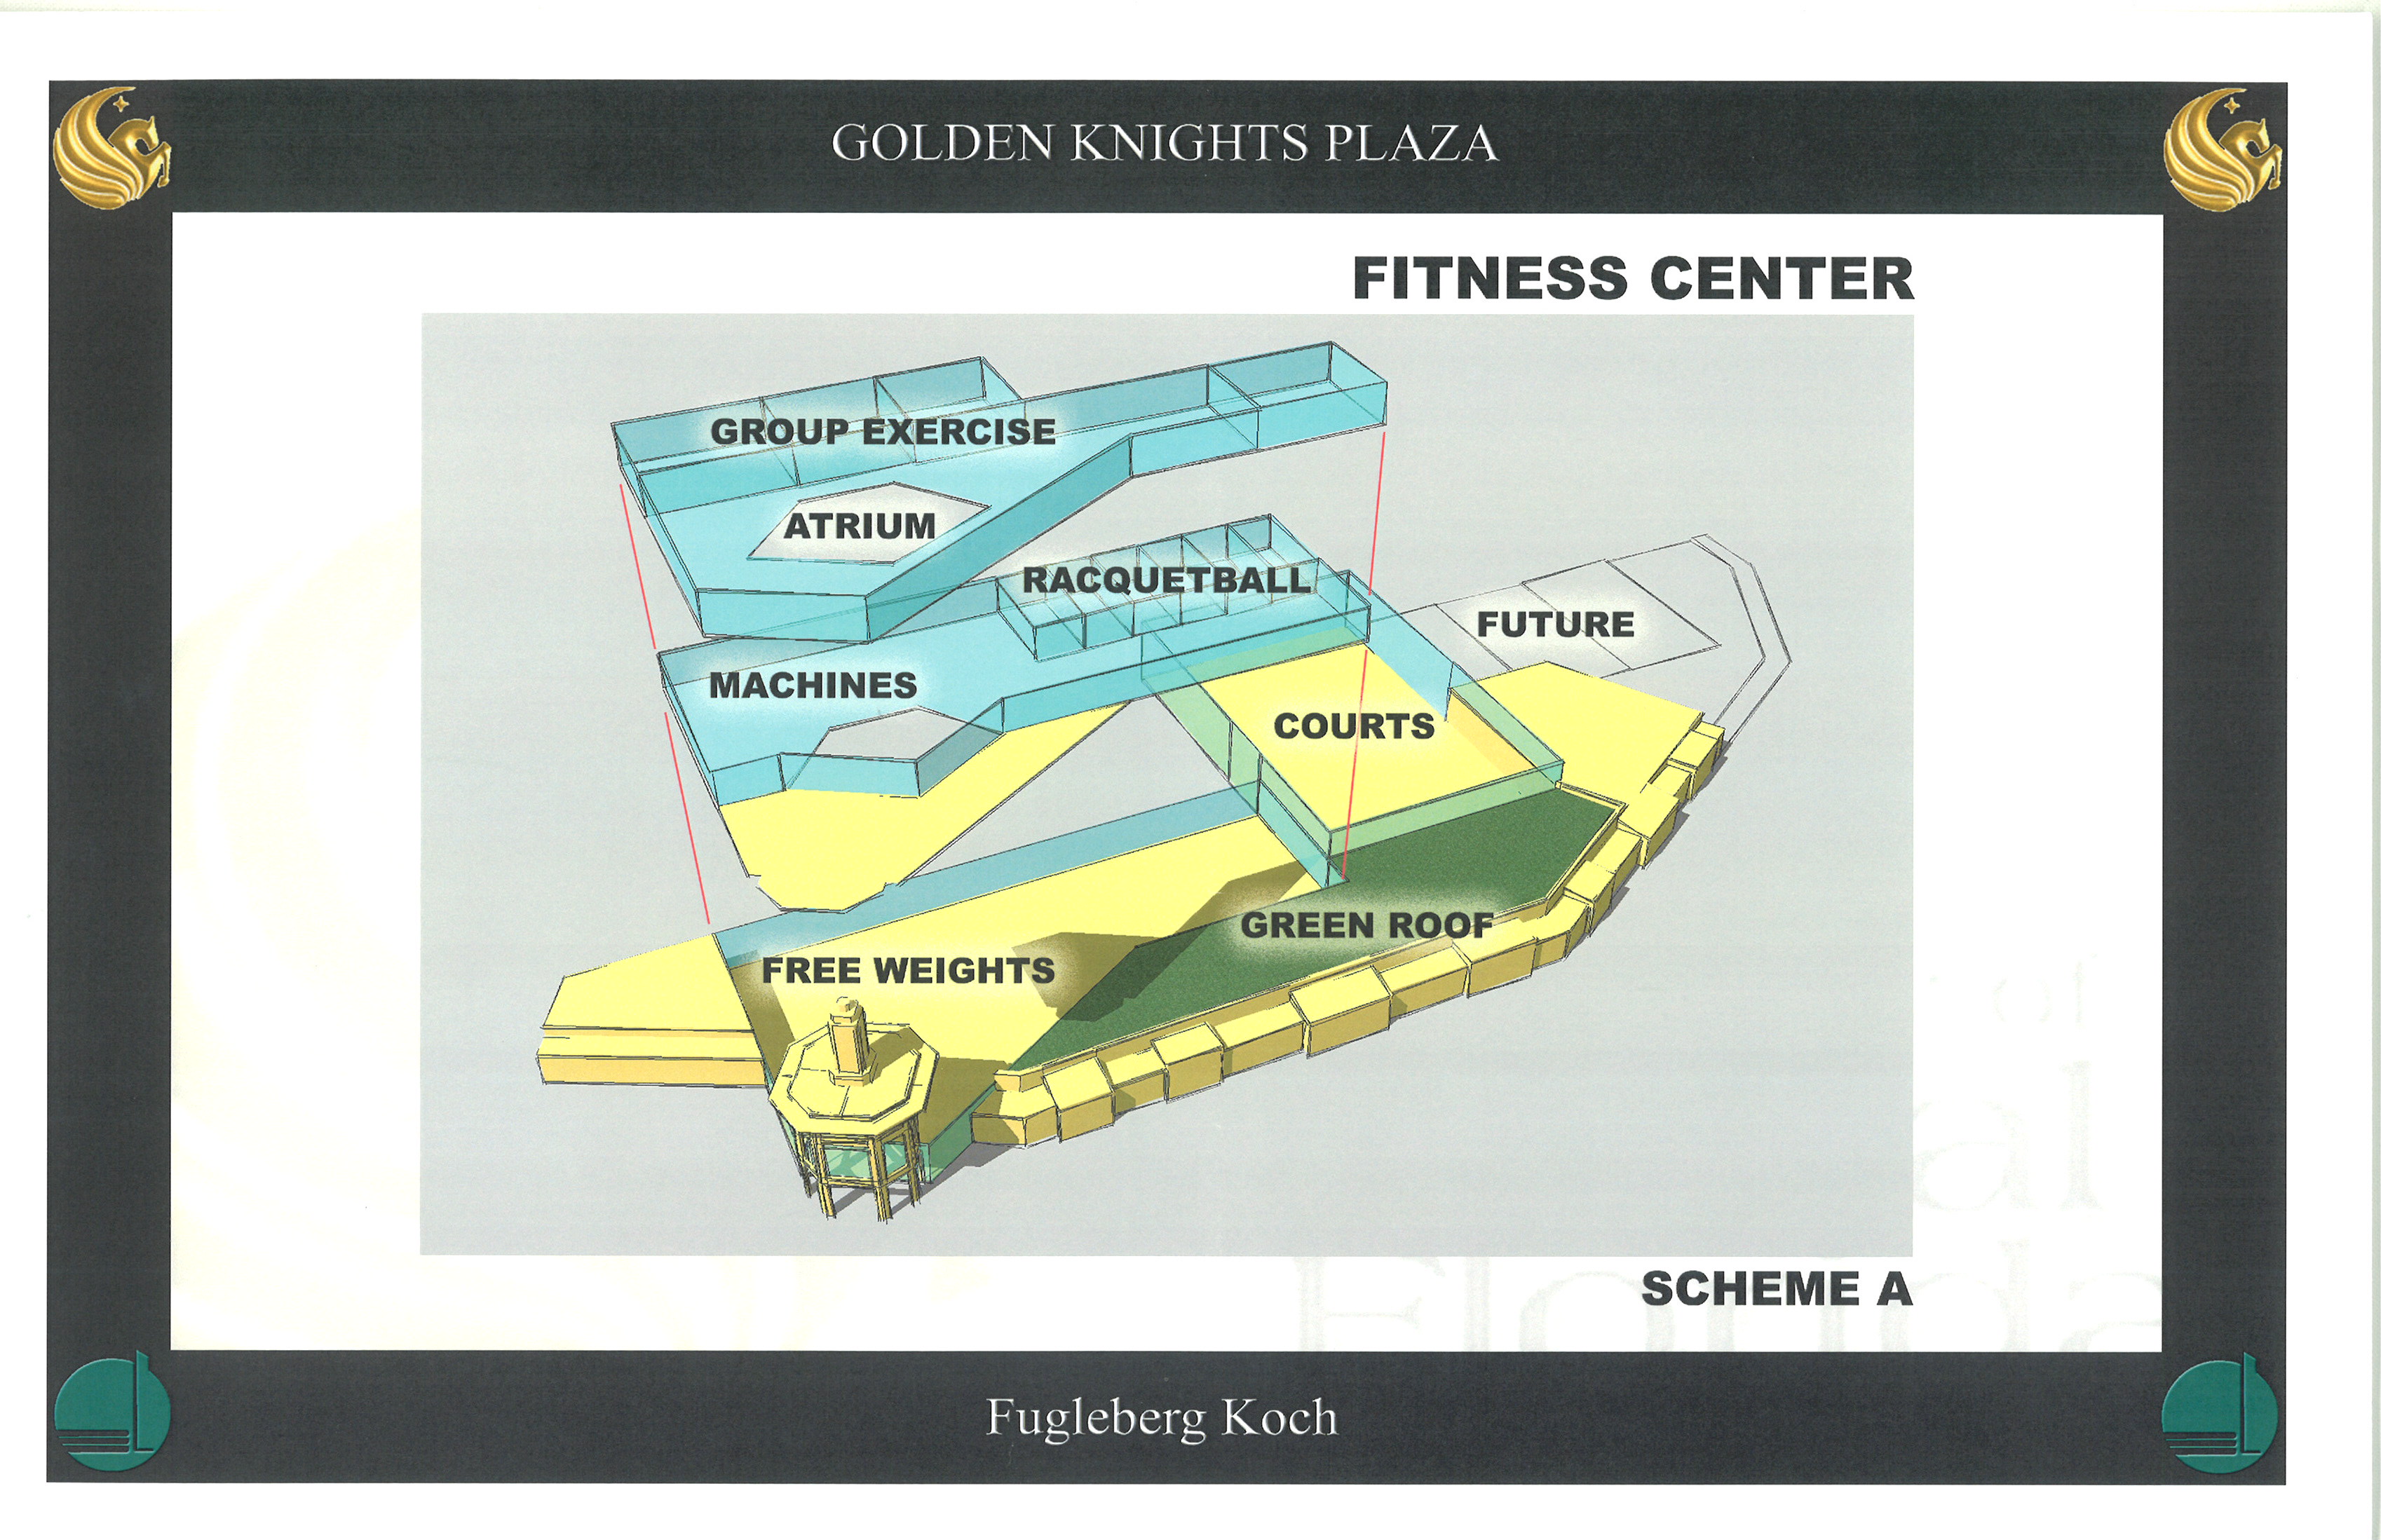 GOLDEN KNIGHTS PLAZA
FITNESS CENTER
GROUP EXERCISE
ATRIUM
RACQUETBALL
FUTURE
MACHINES
COURTS
GREEN ROOF
FREE WEIGHTS
SCHEME A
Fugleberg Koch